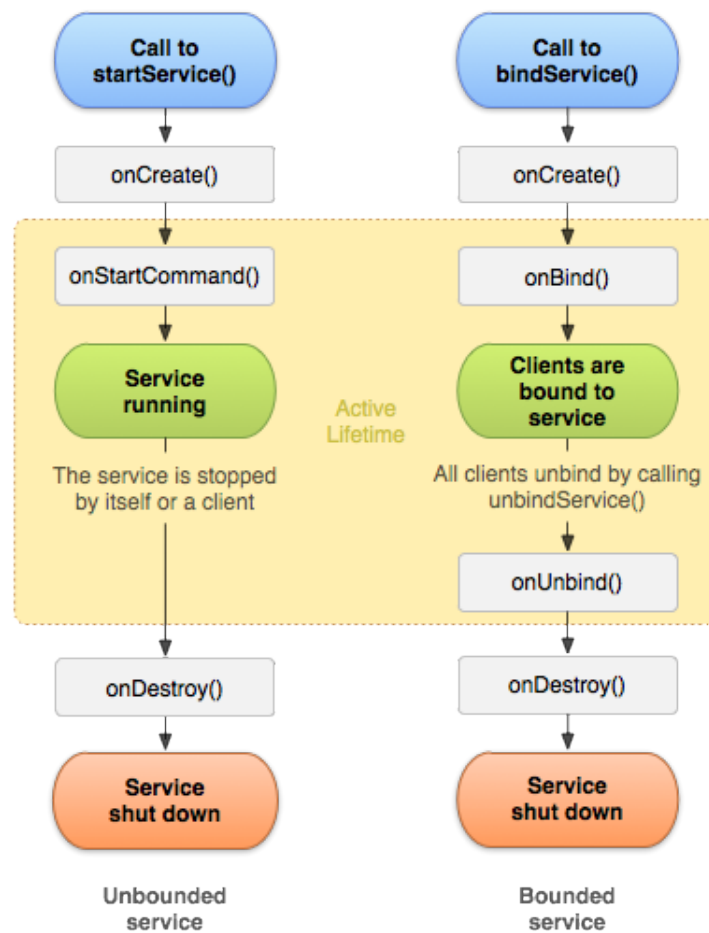 Call to
startService()
onCreate()
onStartCommand()
Service
running
The service is stopped
by itself or a client
onDestroy()
Service
shut down
Unbounded
service
Active
Lifetime
Call to
bindService()
onCreate()
onBind()
Clients are
bound to
service
All clients unbind by calling
unbindService()
onUnbind()
onDestroy()
Service
shut down
Bounded
service